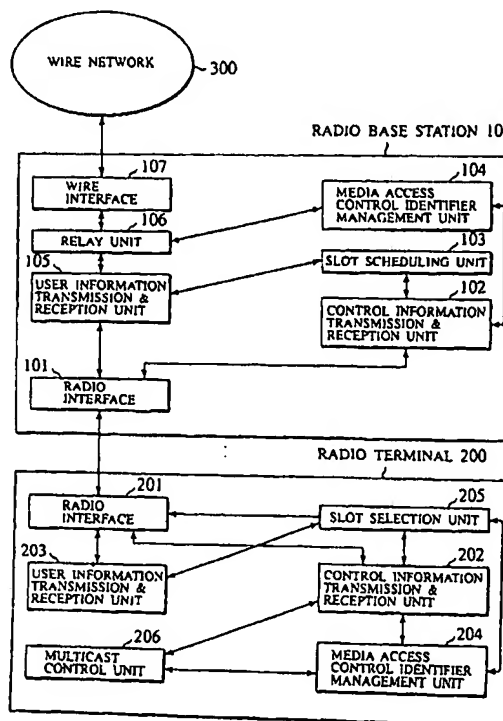 WIRE NETWORK
300
RADIO BASE STATION 10
107
WIRE
INTERFACE
106
RELAY UNIT
105
USER INFORMATION
TRANSMISSION &
RECEPTION UNIT
101
RADIO
INTERFACE
104
MEDIA ACCESS
CONTROL IDENTIFIER
MANAGEMENT UNIT
103
SLOT SCHEDULING UNIT
102
CONTROL INFORMATION
TRANSMISSION &
RECEPTION UNIT
RADIO TERMINAL 200
201
RADIO
INTERFACE
203
USER INFORMATION
TRANSMISSION &
RECEPTION UNIT
206
MULTICAST
CONTROL UNIT
205
SLOT SELECTION UNIT
202
CONTROL INFORMATION
TRANSMISSION &
RECEPTION UNIT
204
MEDIA ACCESS
CONTROL IDENTIFIER
MANAGEMENT UNIT